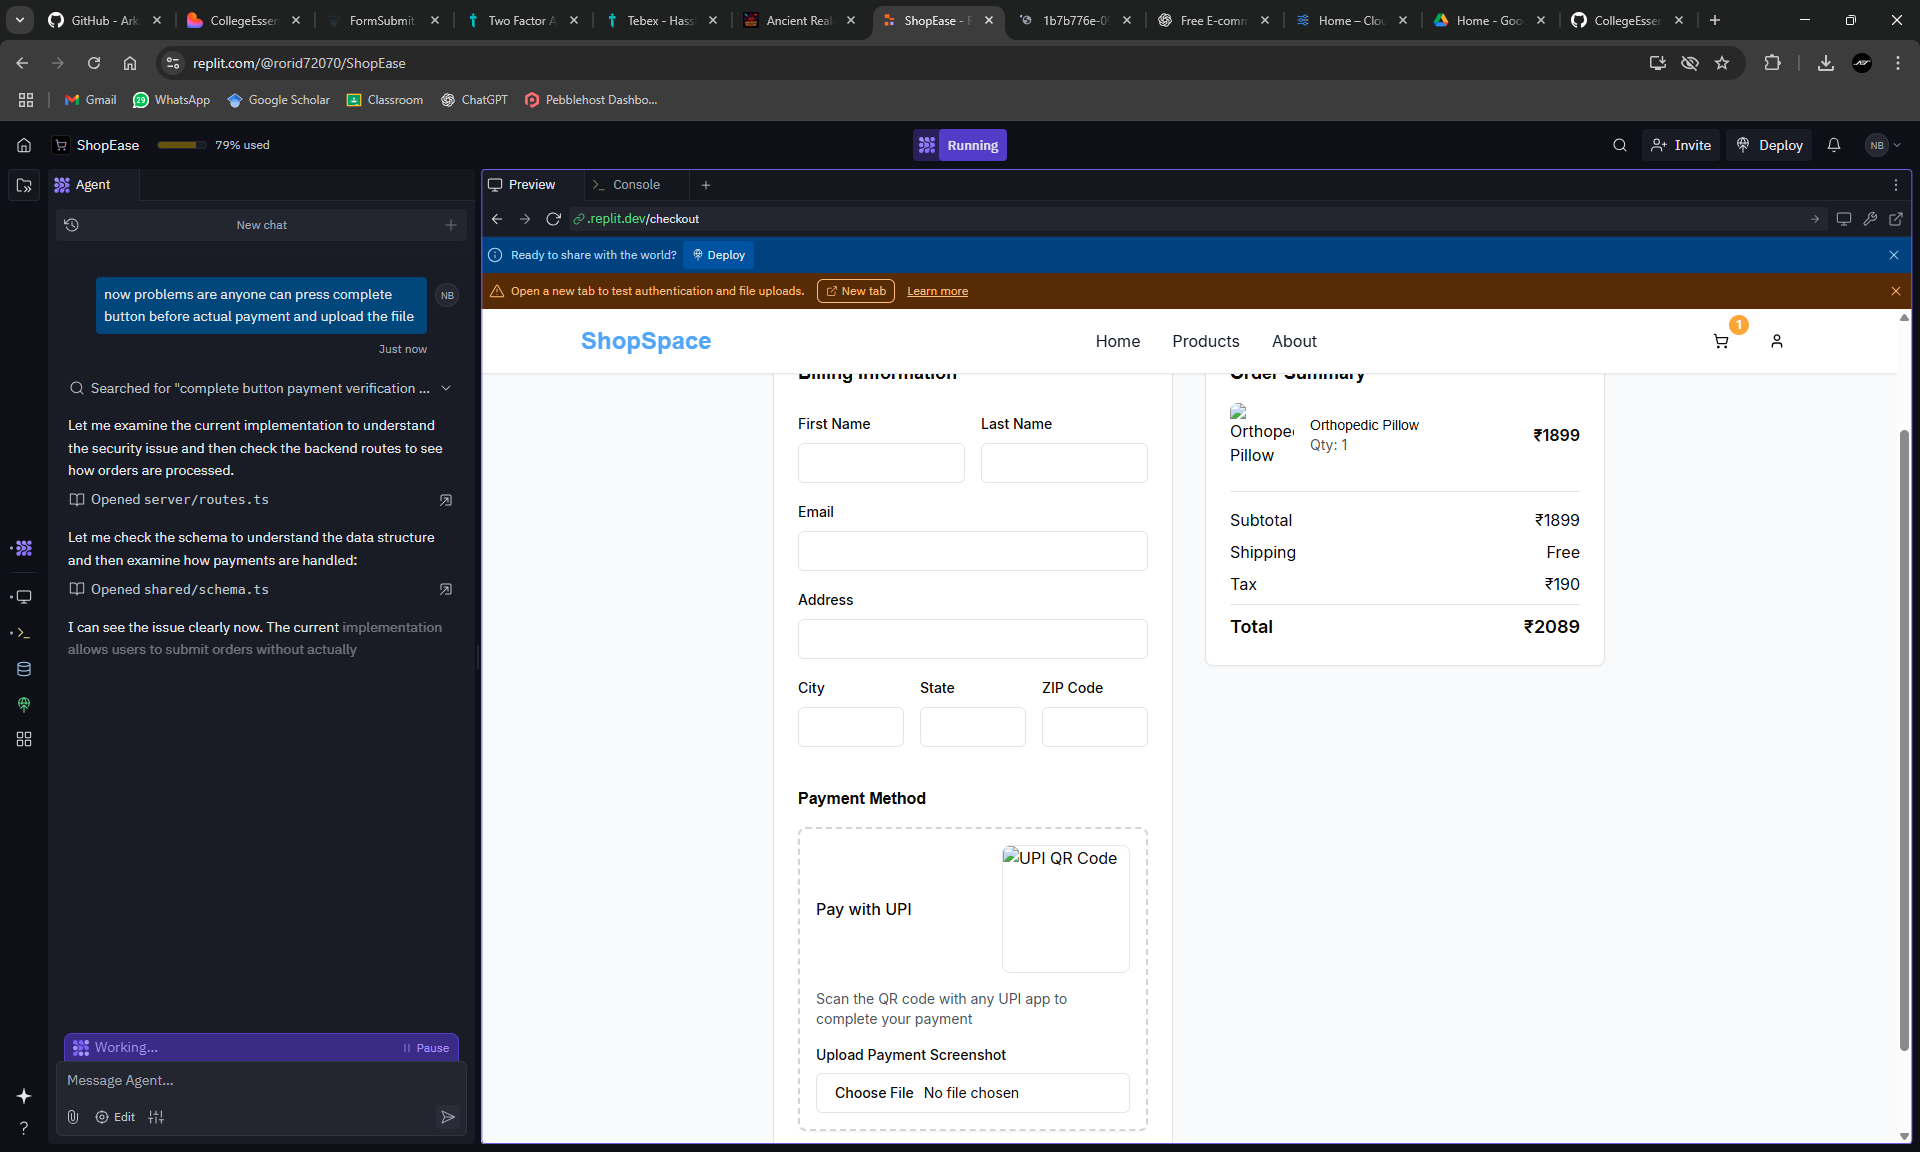 GitHub - Ark
CollegeEssen
FormSubmit
Two Factor A
Tebex - Hassl
Ancient Real
ShopEase - R
1b7b776e-09
Free E-comm
Home – Clou
Home - Goo
CollegeEssen
replit.com/@rorid72070/ShopEase
Gmail
29
WhatsApp
Google Scholar
Classroom
ChatGPT
Pebblehost Dashbo...
ShopEase
79% used
Running
Invite
Deploy
NB
Agent
Preview
Console
New chat
.replit.dev/checkout
Ready to share with the world?
Deploy
Open a new tab to test authentication and file uploads.
New tab
Learn more
now problems are anyone can press complete
button before actual payment and upload the fiile
NB
Just now
Searched for "complete button payment verification ...
Let me examine the current implementation to understand
the security issue and then check the backend routes to see
how orders are processed.
Opened server/routes.ts
Let me check the schema to understand the data structure
and then examine how payments are handled:
Opened shared/schema.ts
I can see the issue clearly now. The current implementation
allows users to submit orders without actually
Working...
Pause
Message Agent...
Edit
ShopSpace
Home
Products
About
1
Billing Information
First Name
Last Name
Email
Address
City
State
ZIP Code
Payment Method
Pay with UPI
UPI QR Code
Scan the QR code with any UPI app to
complete your payment
Upload Payment Screenshot
Choose File
No file chosen
Order Summary
Orthoped
Pillow
Orthopedic Pillow
Qty: 1
₹1899
Subtotal
₹1899
Shipping
Free
Tax
₹190
Total
₹2089